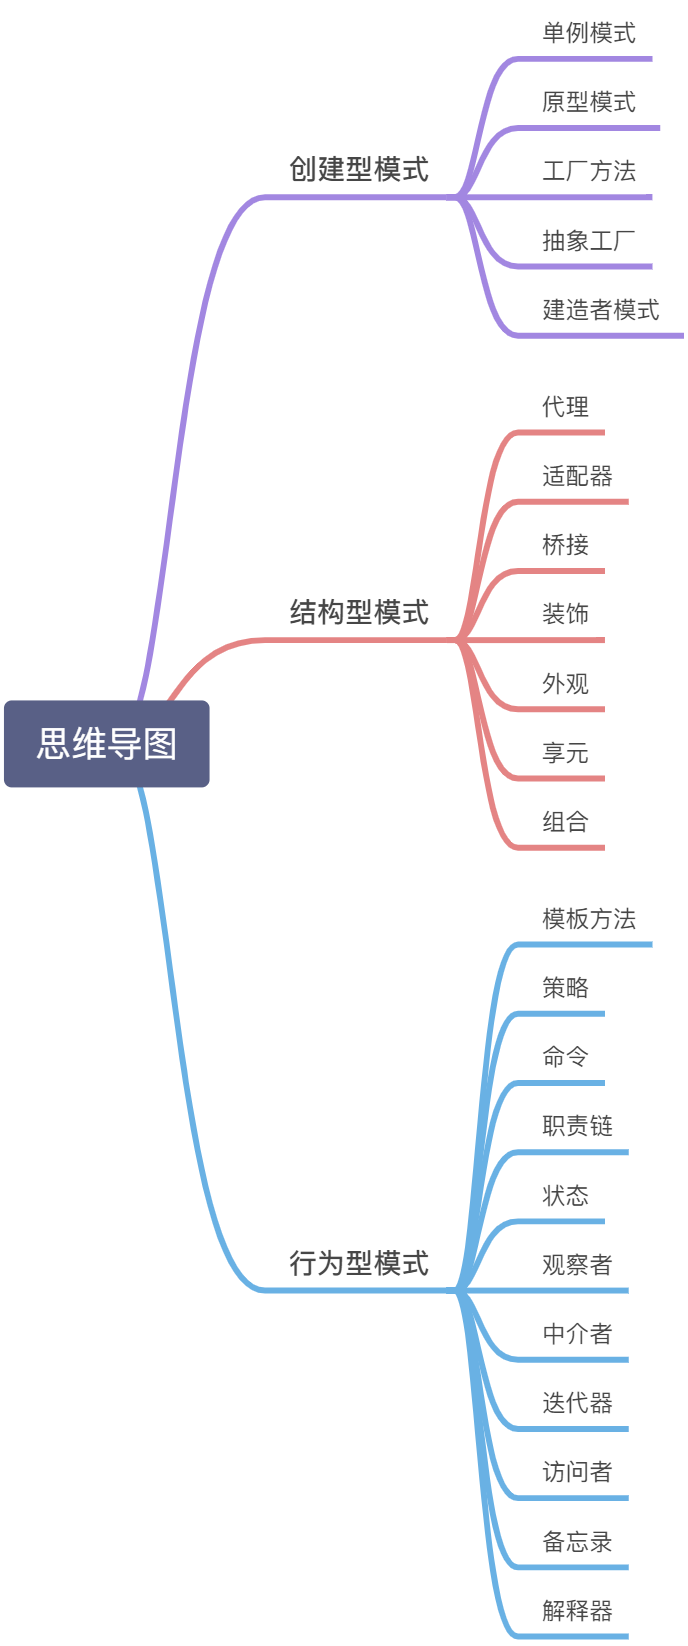 思维导图
创建型模式
单例模式
原型模式
工厂方法
抽象工厂
建造者模式
结构型模式
代理
适配器
桥接
装饰
外观
享元
组合
行为型模式
模板方法
策略
命令
职责链
状态
观察者
中介者
迭代器
访问者
备忘录
解释器